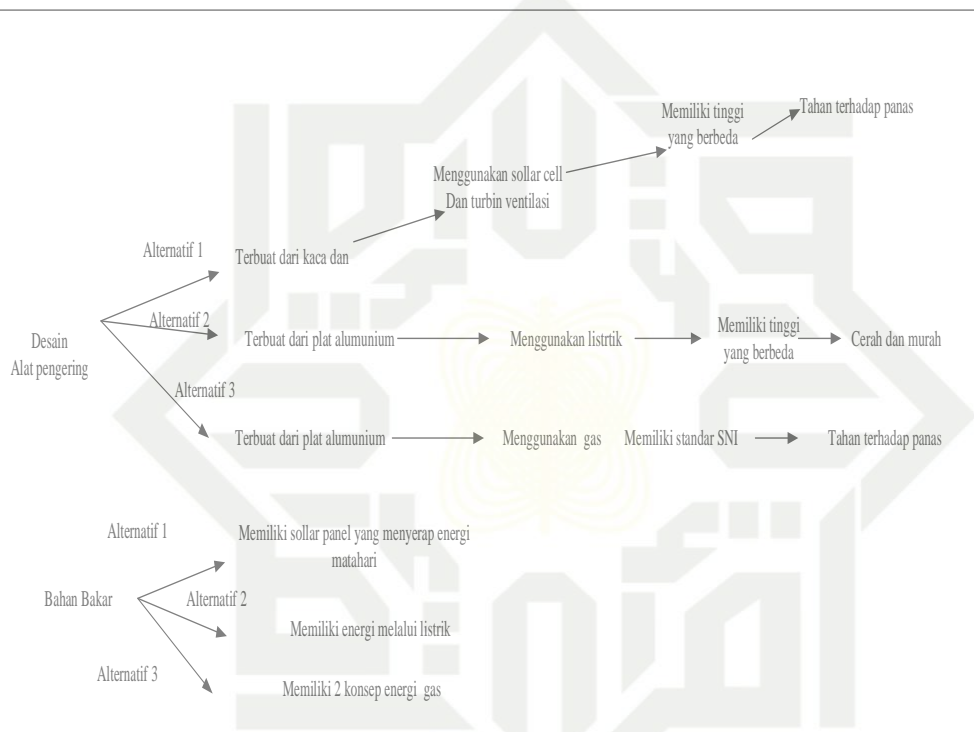 Memiliki tinggi
yang berbeda
Tahan terhadap panas
Menggunakan sollar cell
Dan turbin ventilasi
Alternatif 1
Terbuat dari kaca dan
Desain
Alat pengering
Alternatif 2
Terbuat dari plat alumunium
Menggunakan listrtik
Memiliki tinggi
yang berbeda
Cerah dan murah
Alternatif 3
Terbuat dari plat alumunium
Menggunakan gas
Memiliki standar SNI
Tahan terhadap panas
Alternatif 1
Memiliki sollar panel yang menyerap energi
matahari
Bahan Bakar
Alternatif 2
Memiliki energi melalui listrik
Alternatif 3
Memiliki 2 konsep energi gas